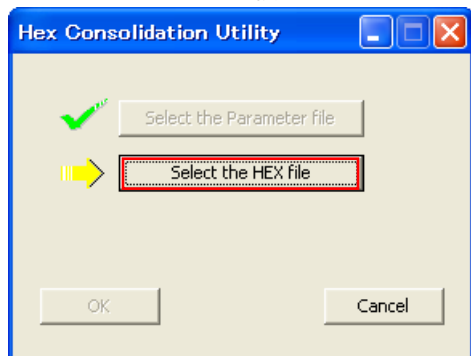 Hex Consolidation Utility
Select the Parameter file
Select the HEX file
OK
Cancel